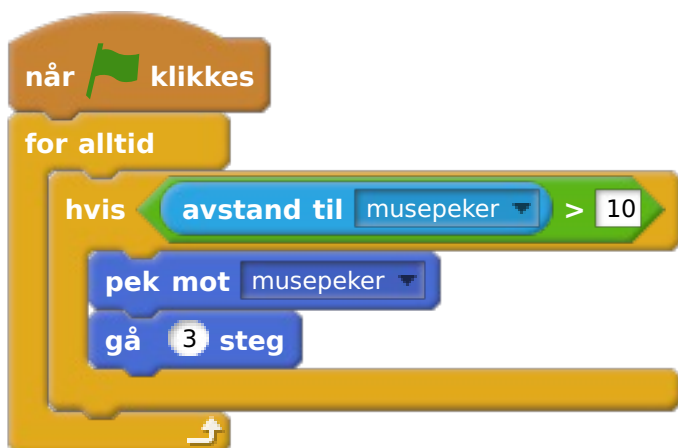 når klikkes
for alltid
hvis avstand til musepeker > 10
pek mot musepeker
gå 3 steg